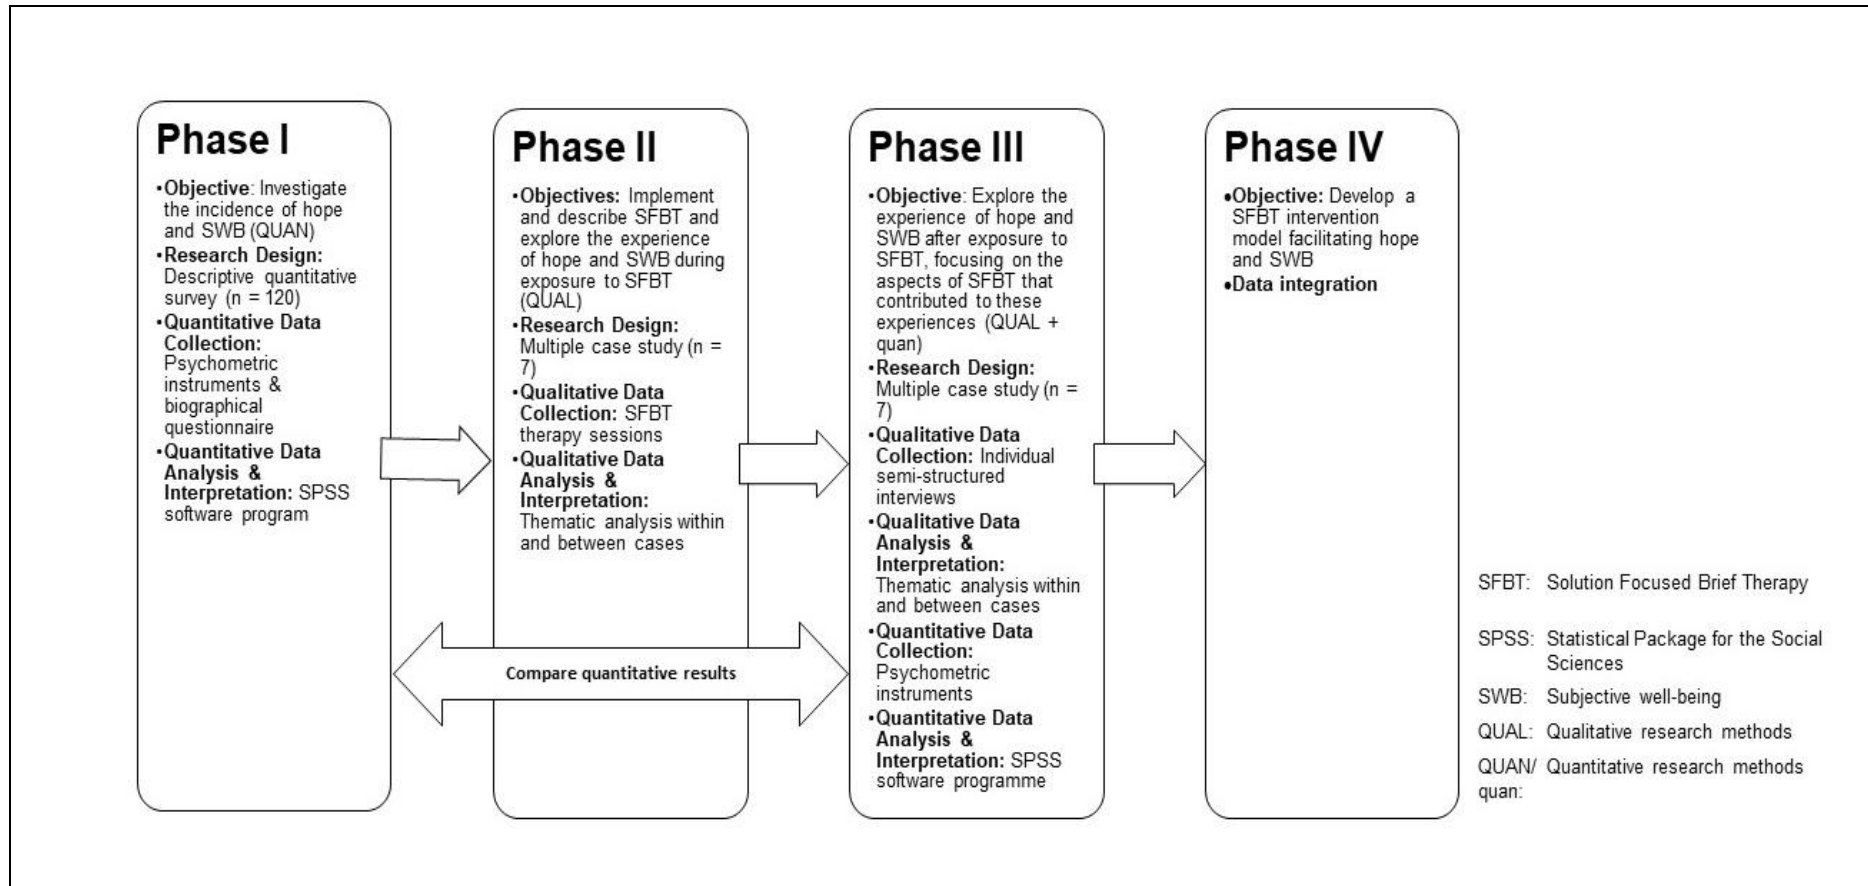 Phase I
•Objective: Investigate
the incidence of hope
and SWB (QUAN)
•Research Design:
Descriptive quantitative
survey (n = 120)
•Quantitative Data
Collection:
Psychometric
instruments &
biographical
questionnaire
•Quantitative Data
Analysis &
Interpretation: SPSS
software program
Phase II
•Objectives: Implement
and describe SFBT and
explore the experience
of hope and SWB during
exposure to SFBT
(QUAL)
•Research Design:
Multiple case study (n =
7)
•Qualitative Data
Collection: SFBT
therapy sessions
•Qualitative Data
Analysis &
Interpretation:
Thematic analysis within
and between cases
Phase III
•Objective: Explore the
experience of hope and
SWB after exposure to
SFBT, focusing on the
aspects of SFBT that
contributed to these
experiences (QUAL +
quan)
•Research Design:
Multiple case study (n =
7)
•Qualitative Data
Collection: Individual
semi-structured
interviews
•Qualitative Data
Analysis &
Interpretation:
Thematic analysis within
and between cases
•Quantitative Data
Collection:
Psychometric
instruments
•Quantitative Data
Analysis &
Interpretation: SPSS
software programme
Phase IV
•Objective: Develop a
SFBT intervention
model facilitating hope
and SWB
•Data integration
Compare quantitative results
SFBT: Solution Focused Brief Therapy
SPSS: Statistical Package for the Social
Sciences
SWB: Subjective well-being
QUAL: Qualitative research methods
QUAN/ Quantitative research methods
quan: